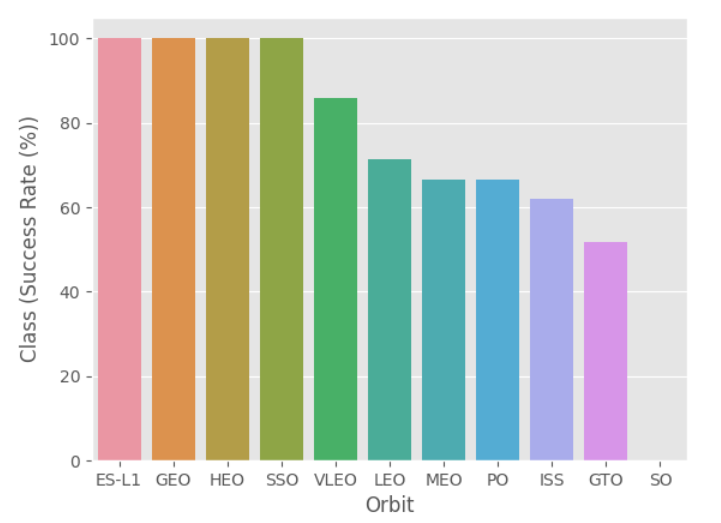 100
80
60
40
20
0
Class (Success Rate (%))
ES-L1 GEO HEO SSO VLEO LEO MEO PO ISS GTO SO
Orbit